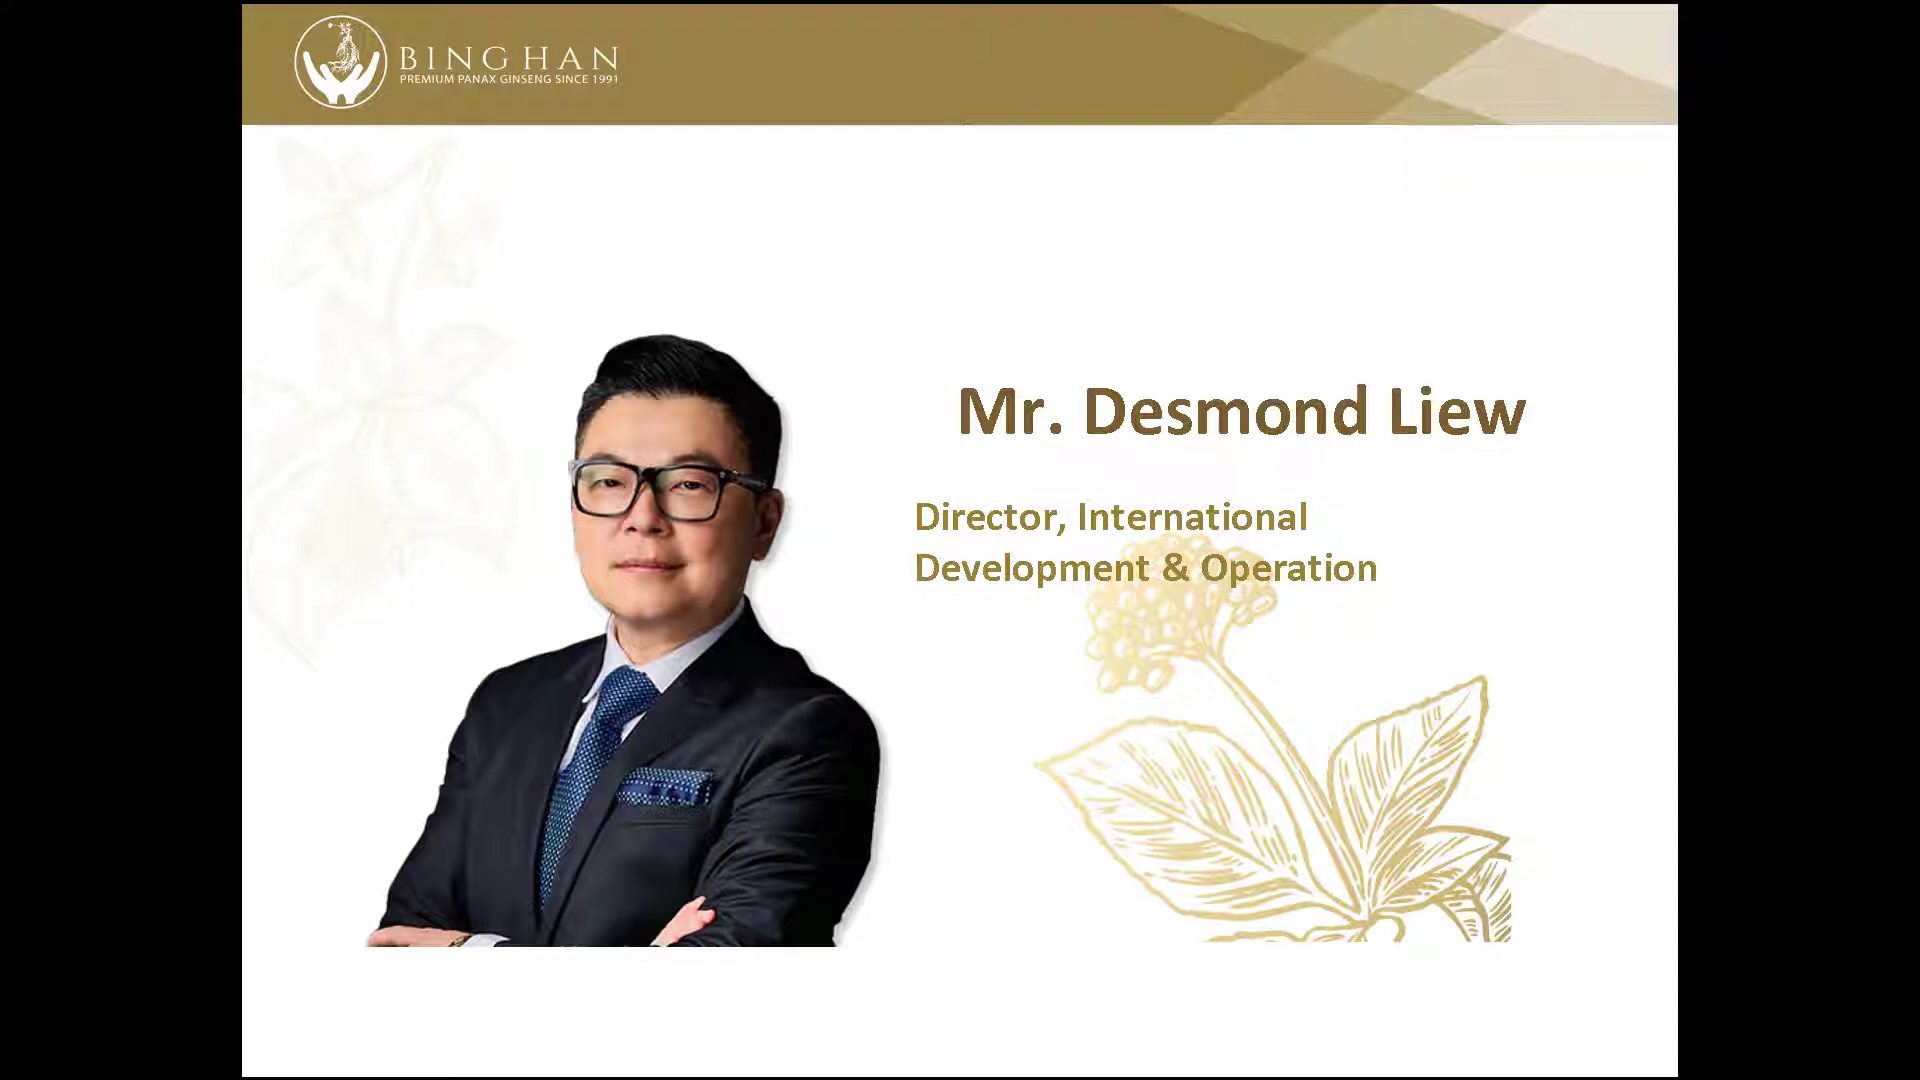 BINGHAN
PREMIUM PANAX GINSENG SINCE 1991
Mr. Desmond Liew
Director, International
Development & Operation